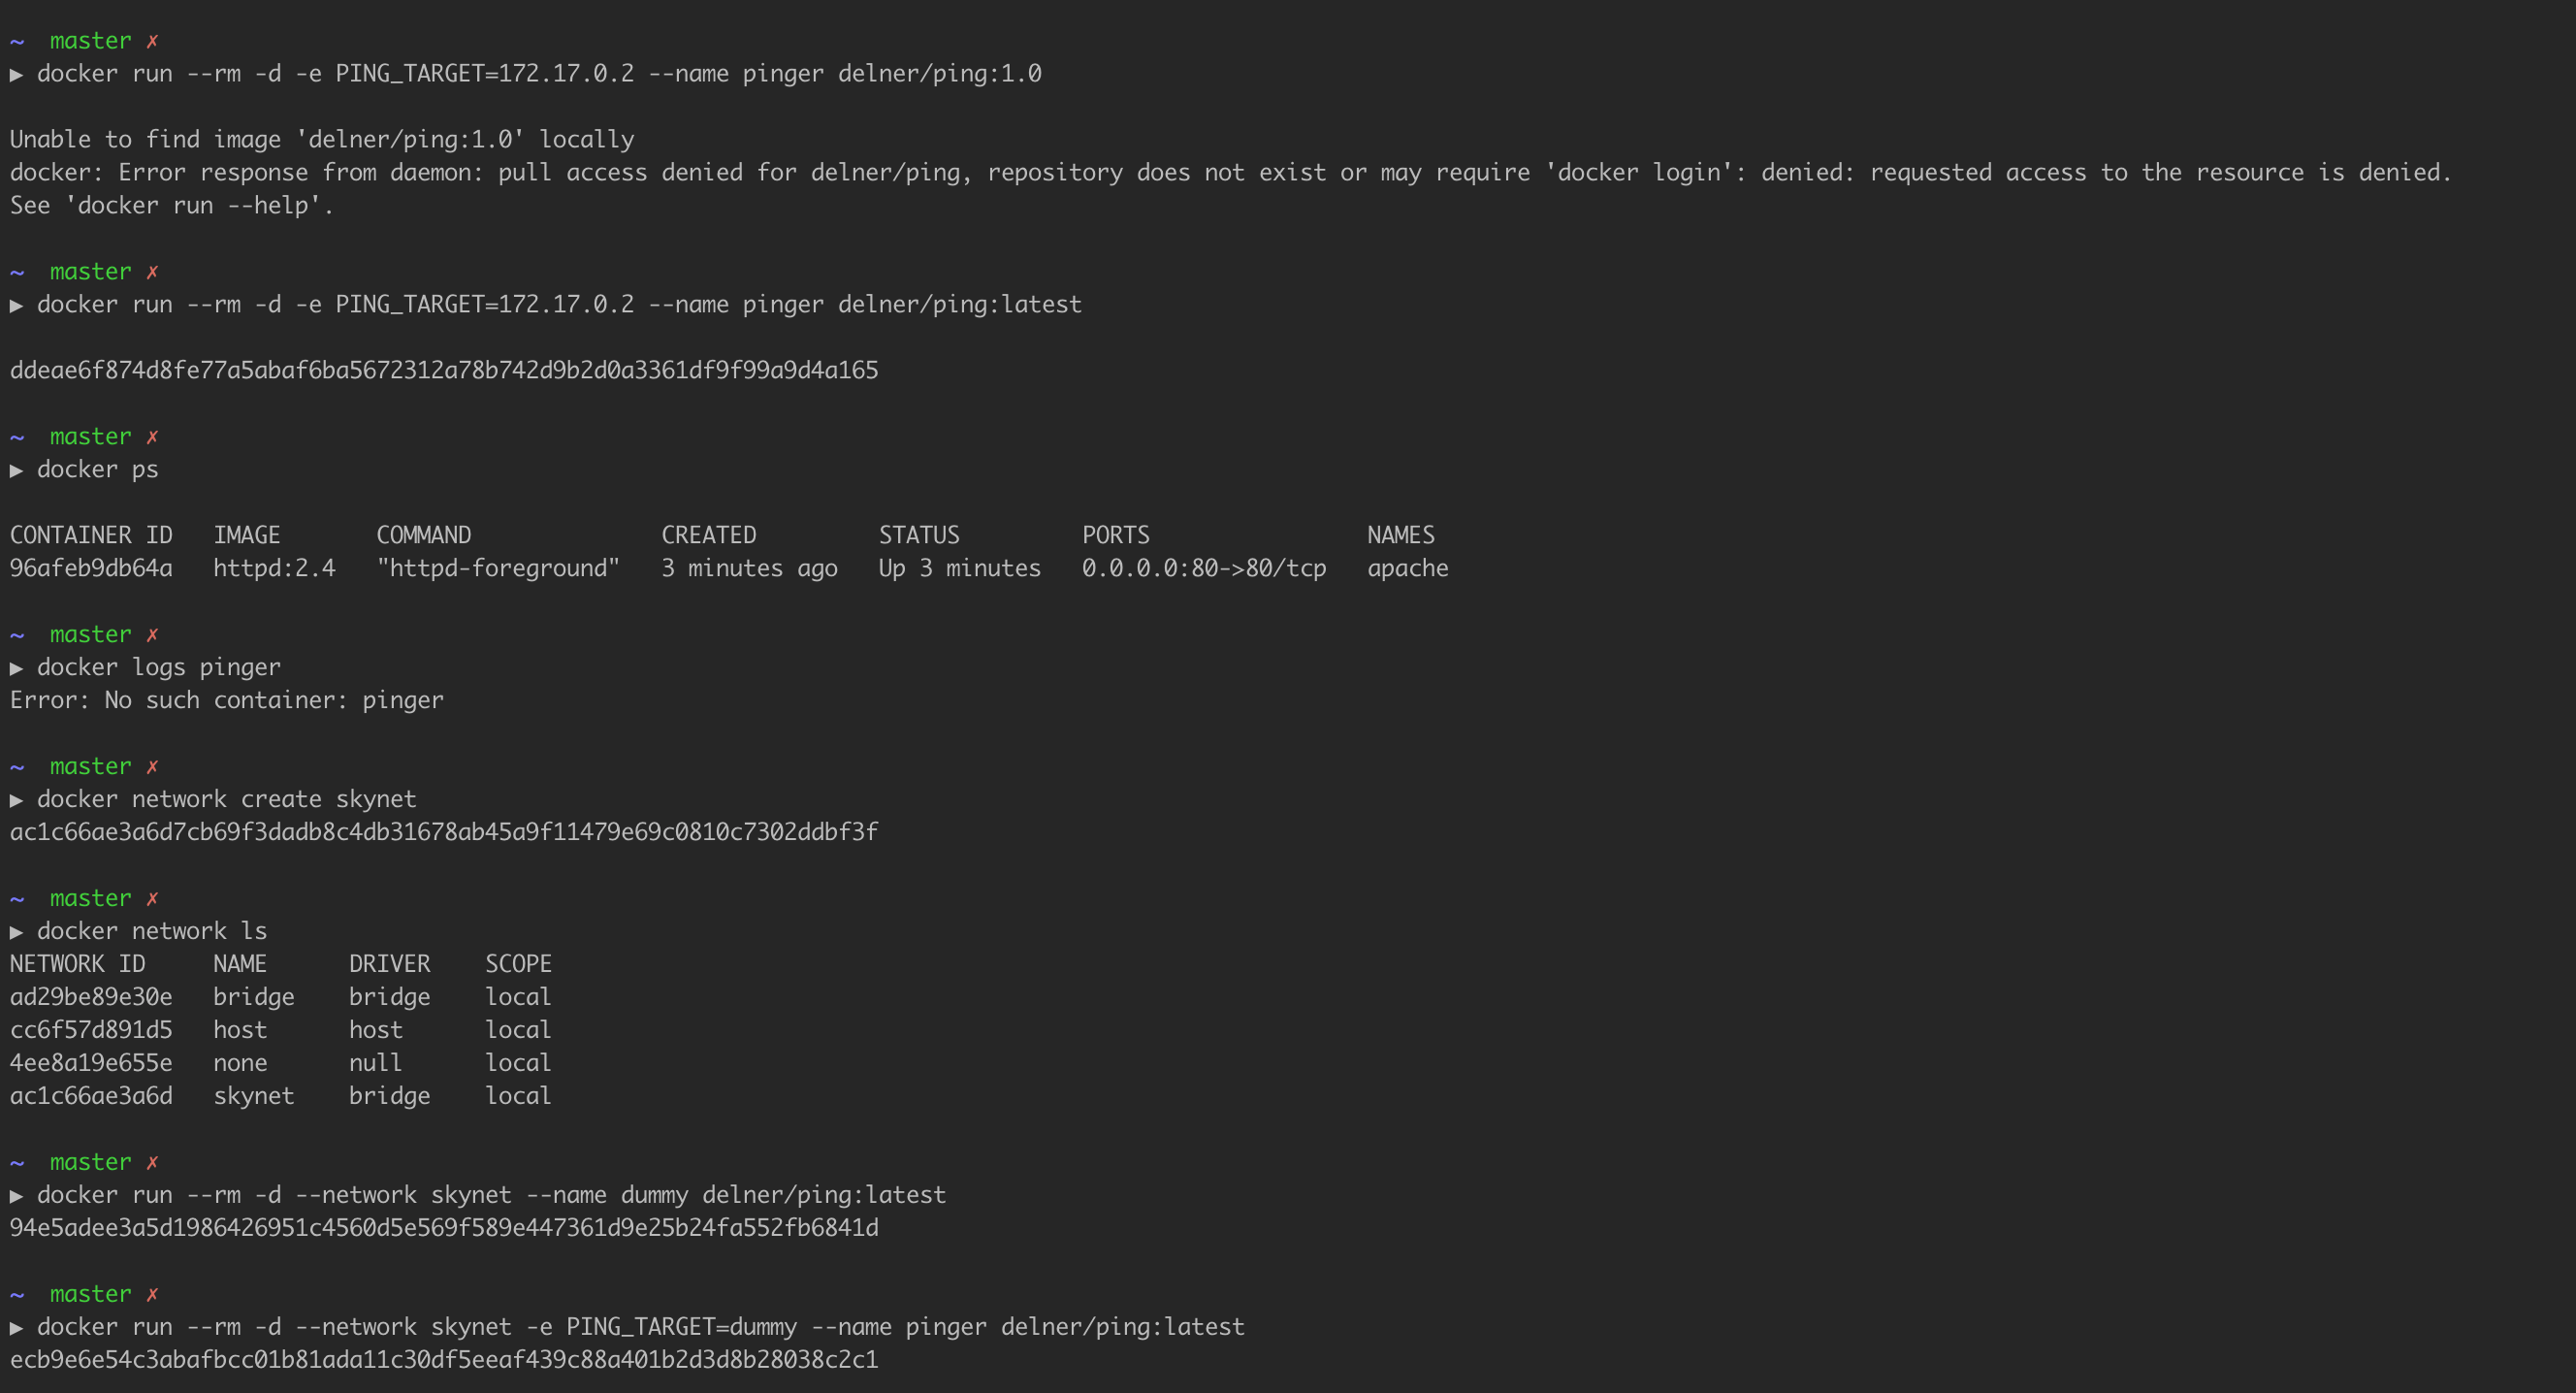 ~  master ✗
▶ docker run --rm -d -e PING_TARGET=172.17.0.2 --name pinger delner/ping:1.0
Unable to find image 'delner/ping:1.0' locally
docker: Error response from daemon: pull access denied for delner/ping, repository does not exist or may require 'docker login': denied: requested access to the resource is denied.
See 'docker run --help'.
~  master ✗
▶ docker run --rm -d -e PING_TARGET=172.17.0.2 --name pinger delner/ping:latest
ddeae6f874d8fe77a5abaf6ba5672312a78b742d9b2d0a3361df9f99a9d4a165
~  master ✗
▶ docker ps
CONTAINER ID   IMAGE       COMMAND              CREATED         STATUS         PORTS                NAMES
96afeb9db64a   httpd:2.4   "httpd-foreground"   3 minutes ago   Up 3 minutes   0.0.0.0:80->80/tcp   apache
~  master ✗
▶ docker logs pinger
Error: No such container: pinger
~  master ✗
▶ docker network create skynet
ac1c66ae3a6d7cb69f3dadb8c4db31678ab45a9f11479e69c0810c7302ddbf3f
~  master ✗
▶ docker network ls
NETWORK ID     NAME      DRIVER    SCOPE
ad29be89e30e   bridge    bridge    local
cc6f57d891d5   host      host      local
4ee8a19e655e   none      null      local
ac1c66ae3a6d   skynet    bridge    local
~  master ✗
▶ docker run --rm -d --network skynet --name dummy delner/ping:latest
94e5adee3a5d1986426951c4560d5e569f589e447361d9e25b24fa552fb6841d
~  master ✗
▶ docker run --rm -d --network skynet -e PING_TARGET=dummy --name pinger delner/ping:latest
ecb9e6e54c3abafbcc01b81ada11c30df5eeaf439c88a401b2d3d8b28038c2c1